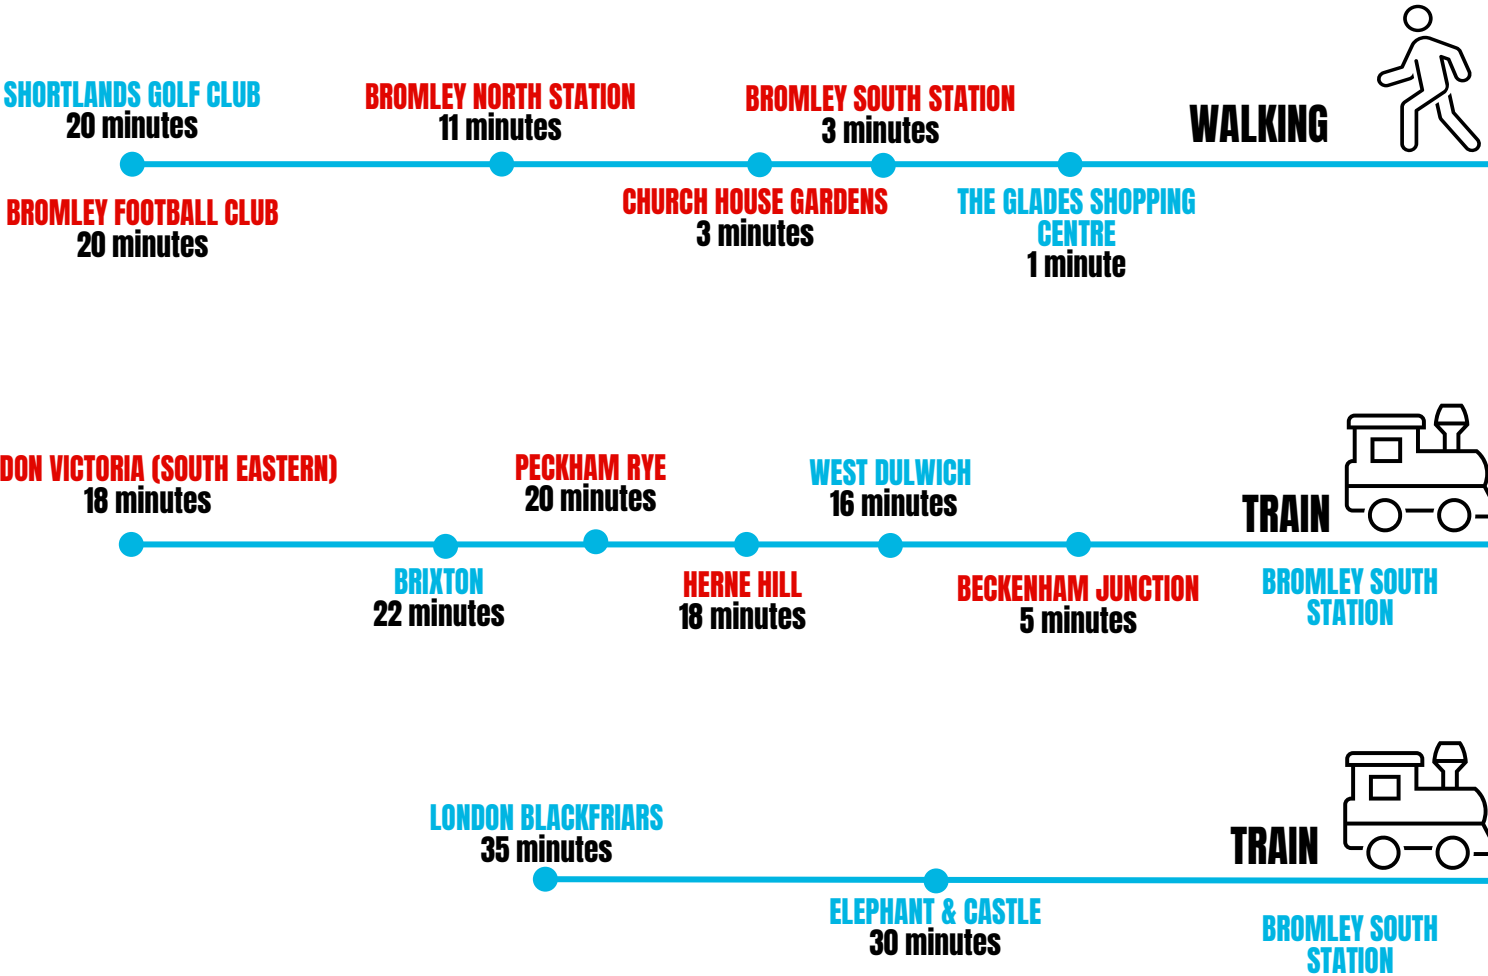 SHORTLANDS GOLF CLUB
20 minutes
BROMLEY NORTH STATION
11 minutes
BROMLEY SOUTH STATION
3 minutes
WALKING
BROMLEY FOOTBALL CLUB
20 minutes
CHURCH HOUSE GARDENS
3 minutes
THE GLADES SHOPPING
CENTRE
1 minute
DON VICTORIA (SOUTH EASTERN)
18 minutes
PECKHAM RYE
20 minutes
WEST DULWICH
16 minutes
TRAIN
BRIXTON
22 minutes
HERNE HILL
18 minutes
BECKENHAM JUNCTION
5 minutes
BROMLEY SOUTH
STATION
LONDON BLACKFRIARS
35 minutes
TRAIN
ELEPHANT & CASTLE
30 minutes
BROMLEY SOUTH
STATION